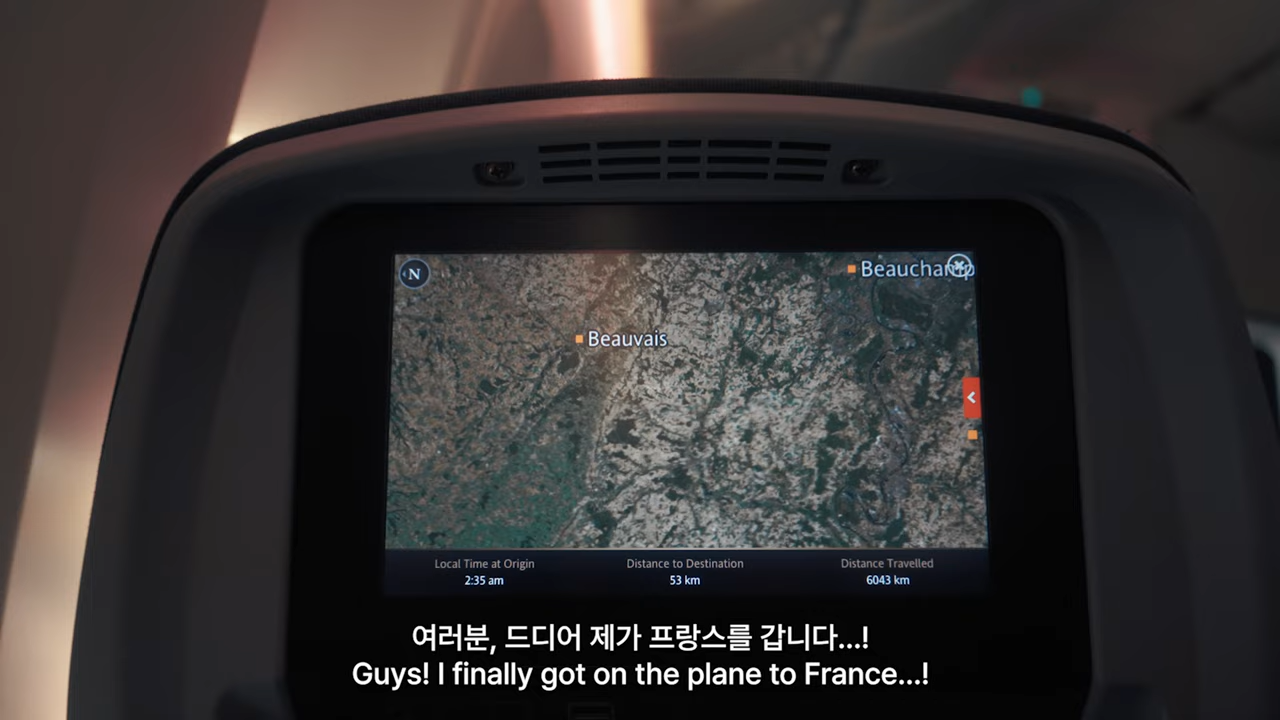 N
Beauchamp
Beauvais
Local Time at Origin
Distance to Destination
Distance Travelled
2:35 am
53 km
6043 km
여러분, 드디어 제가 프랑스를 갑니다...!
Guys! I finally got on the plane to France...!